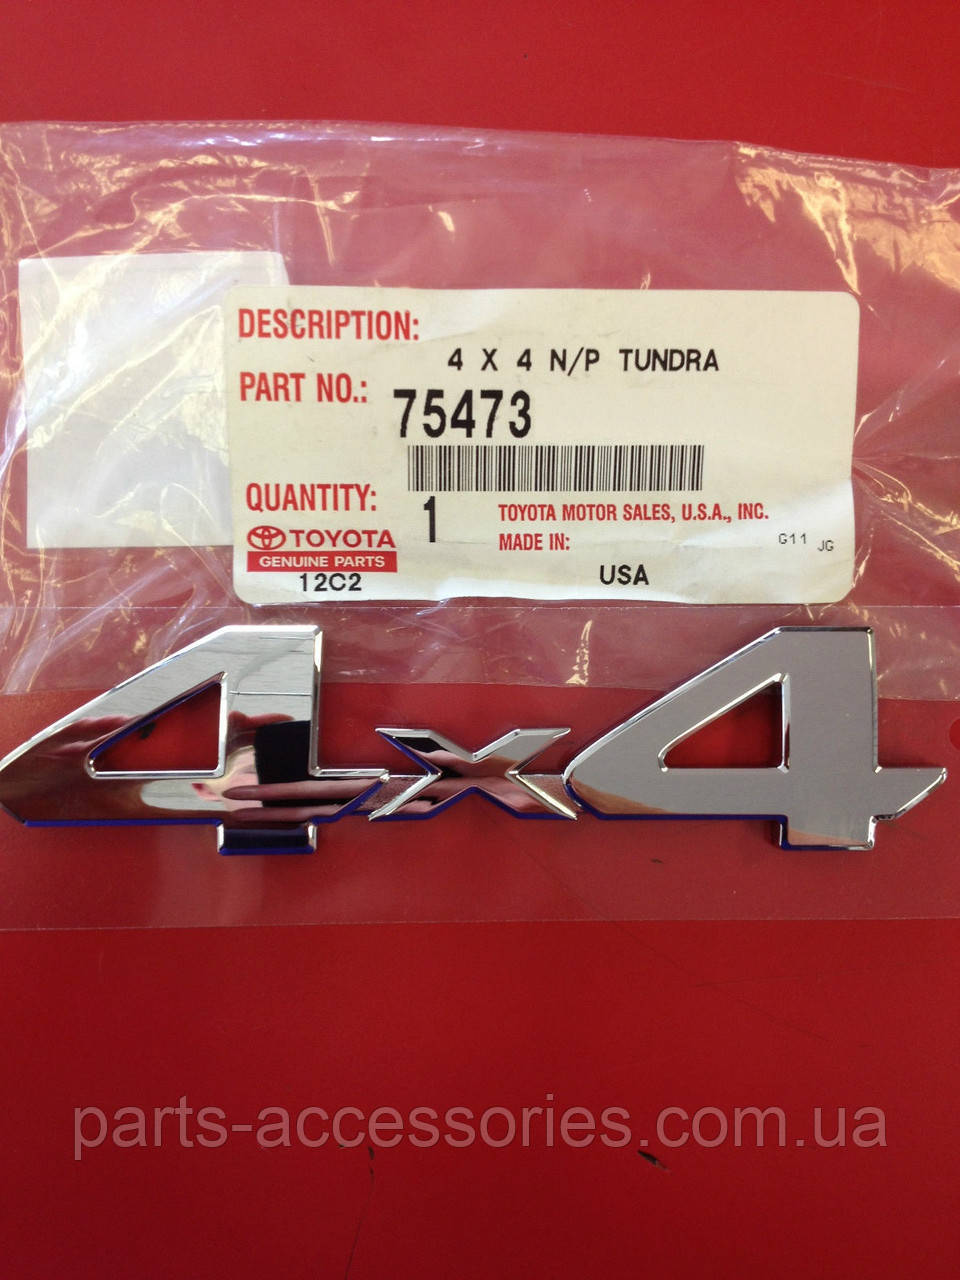 DESCRIPTION:
4 X 4 N/P TUNDRA
PART NO.:
75473
QUANTITY:
1
TOYOTA MOTOR SALES, U.S.A., INC.
MADE IN:
G11 JG
TOYOTA
GENUINE PARTS
12C2
USA
4x4
parts-accessories.com.ua